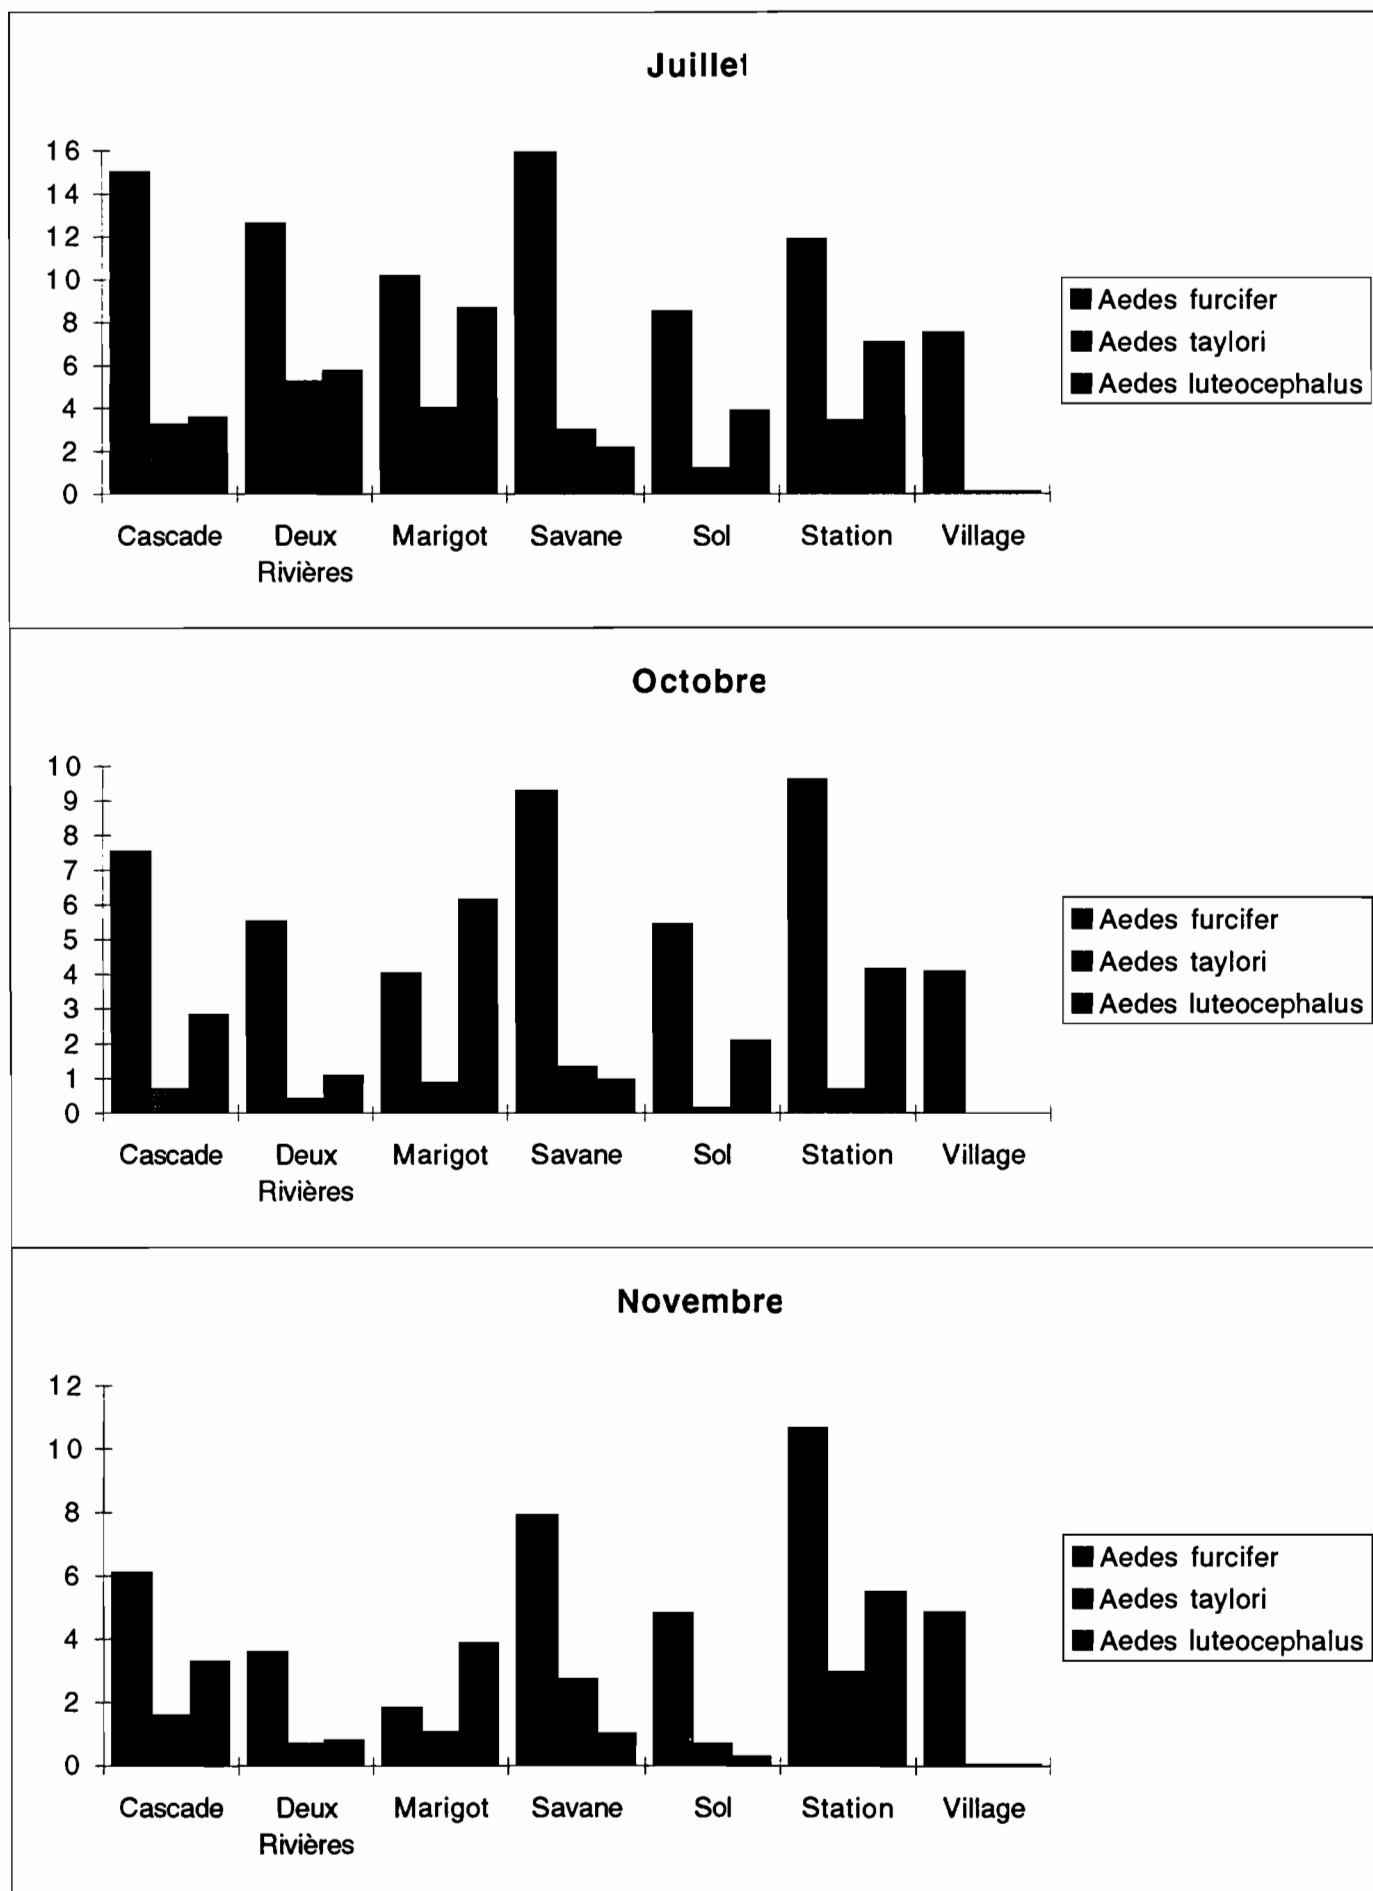 Juillet
16
14
12
10
8
6
4
2
0
Cascade
Deux
Rivières
Marigot
Savane
Sol
Station
Village
Aedes furcifer
Aedes taylori
Aedes luteocephalus
Octobre
10
9
8
7
6
5
4
3
2
1
0
Cascade
Deux
Rivières
Marigot
Savane
Sol
Station
Village
Aedes furcifer
Aedes taylori
Aedes luteocephalus
Novembre
12
10
8
6
4
2
0
Cascade
Deux
Rivières
Marigot
Savane
Sol
Station
Village
Aedes furcifer
Aedes taylori
Aedes luteocephalus